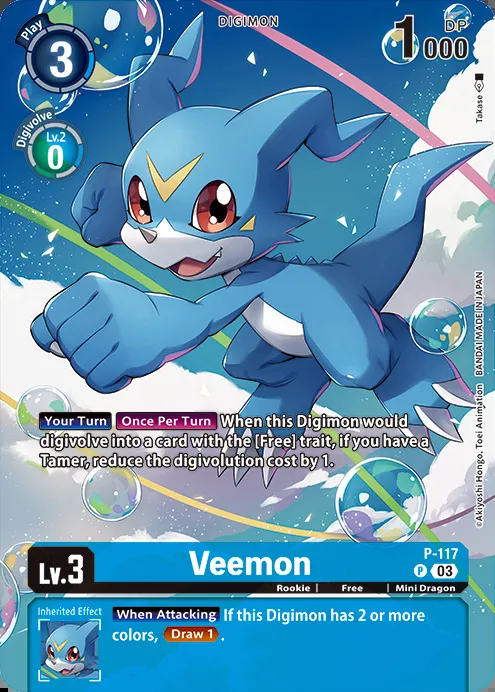 Play
3
DIGIMON
DP
1000
Digivolve
Lv.2
0
Takase
©Akiyoshi Hongo, Toei Animation BANDAI MADE IN JAPAN
Your Turn Once Per Turn When this Digimon would
digivolve into a card with the [Free] trait, if you have a
Tamer, reduce the digivolution cost by 1.
P-117
Lv.3 Veemon P 03
Rookie | Free | Mini Dragon
Inherited Effect
When Attacking If this Digimon has 2 or more
colors, Draw 1.